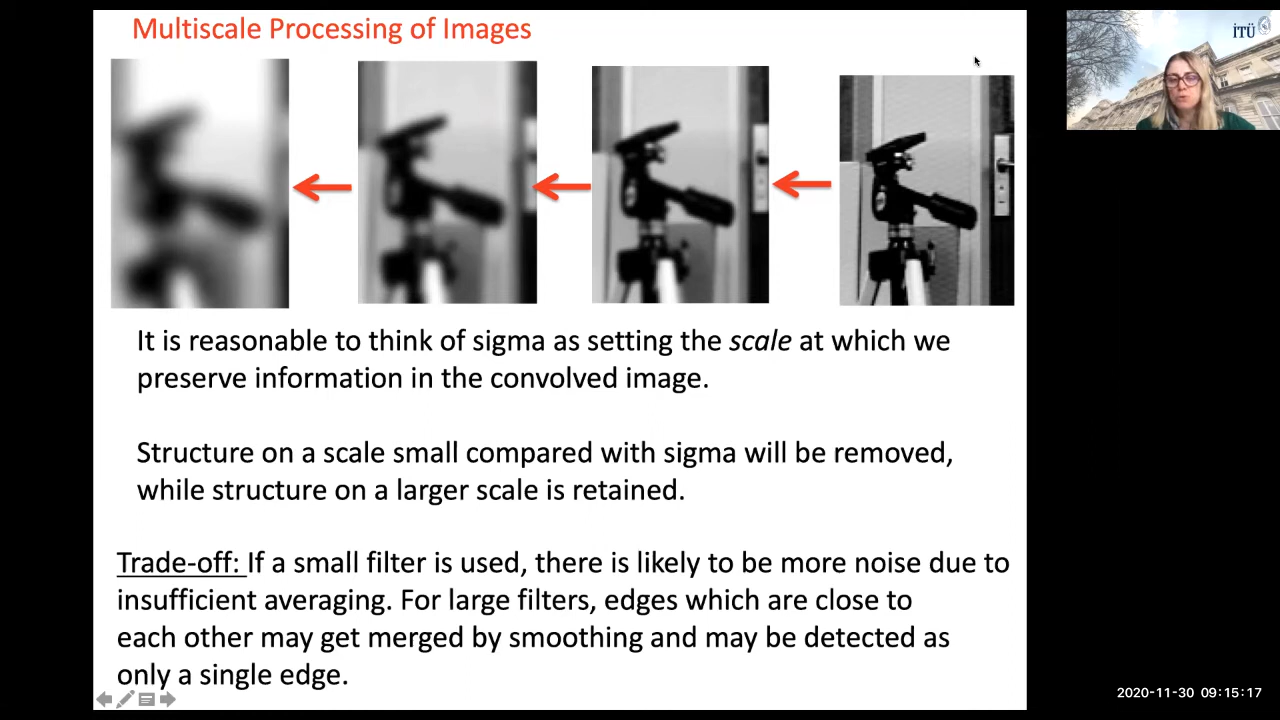 Multiscale Processing of Images
İTÜ
It is reasonable to think of sigma as setting the scale at which we
preserve information in the convolved image.
Structure on a scale small compared with sigma will be removed,
while structure on a larger scale is retained.
Trade-off: If a small filter is used, there is likely to be more noise due to
insufficient averaging. For large filters, edges which are close to
each other may get merged by smoothing and may be detected as
only a single edge.
2020-11-30 09:15:17